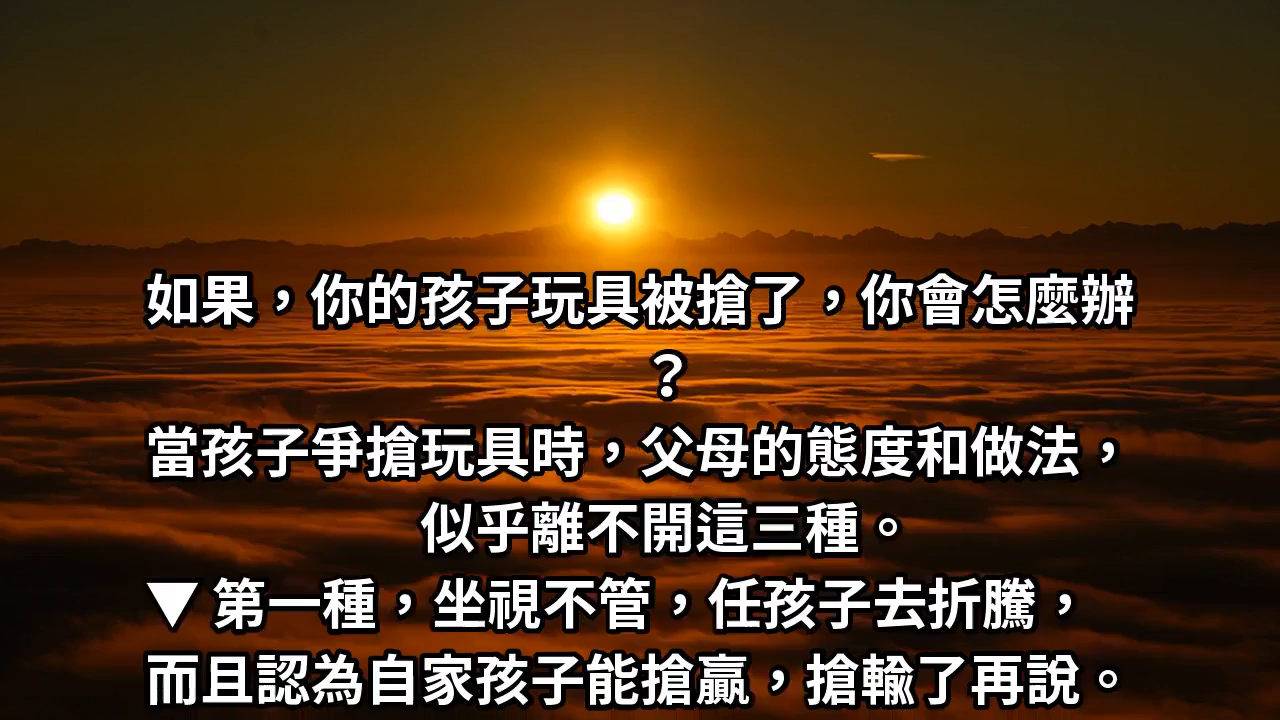 如果，你的孩子玩具被搶了，你會怎麼辦
？
當孩子爭搶玩具時，父母的態度和做法，
似乎離不開這三種。
▼ 第一種，坐視不管，任孩子去折騰，
而且認為自家孩子能搶贏，搶輸了再說。